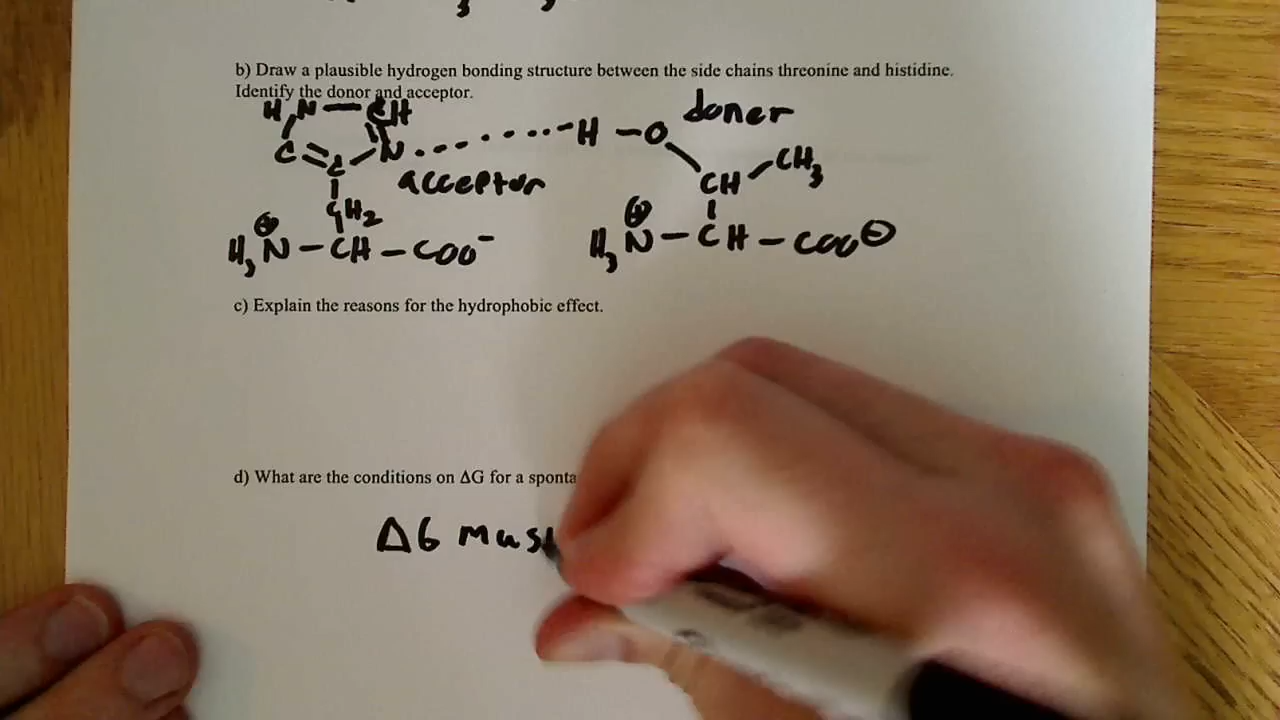 b) Draw a plausible hydrogen bonding structure between the side chains threonine and histidine.
Identify the donor and acceptor.
H, N — CH
doner
H — O
C = C — N
CH3
acceptor
CH
CH2
H3N⊕ — CH — COO⁻
H3N⊕ — CH — COO⊖
c) Explain the reasons for the hydrophobic effect.
d) What are the conditions on ΔG for a sponta
ΔG must